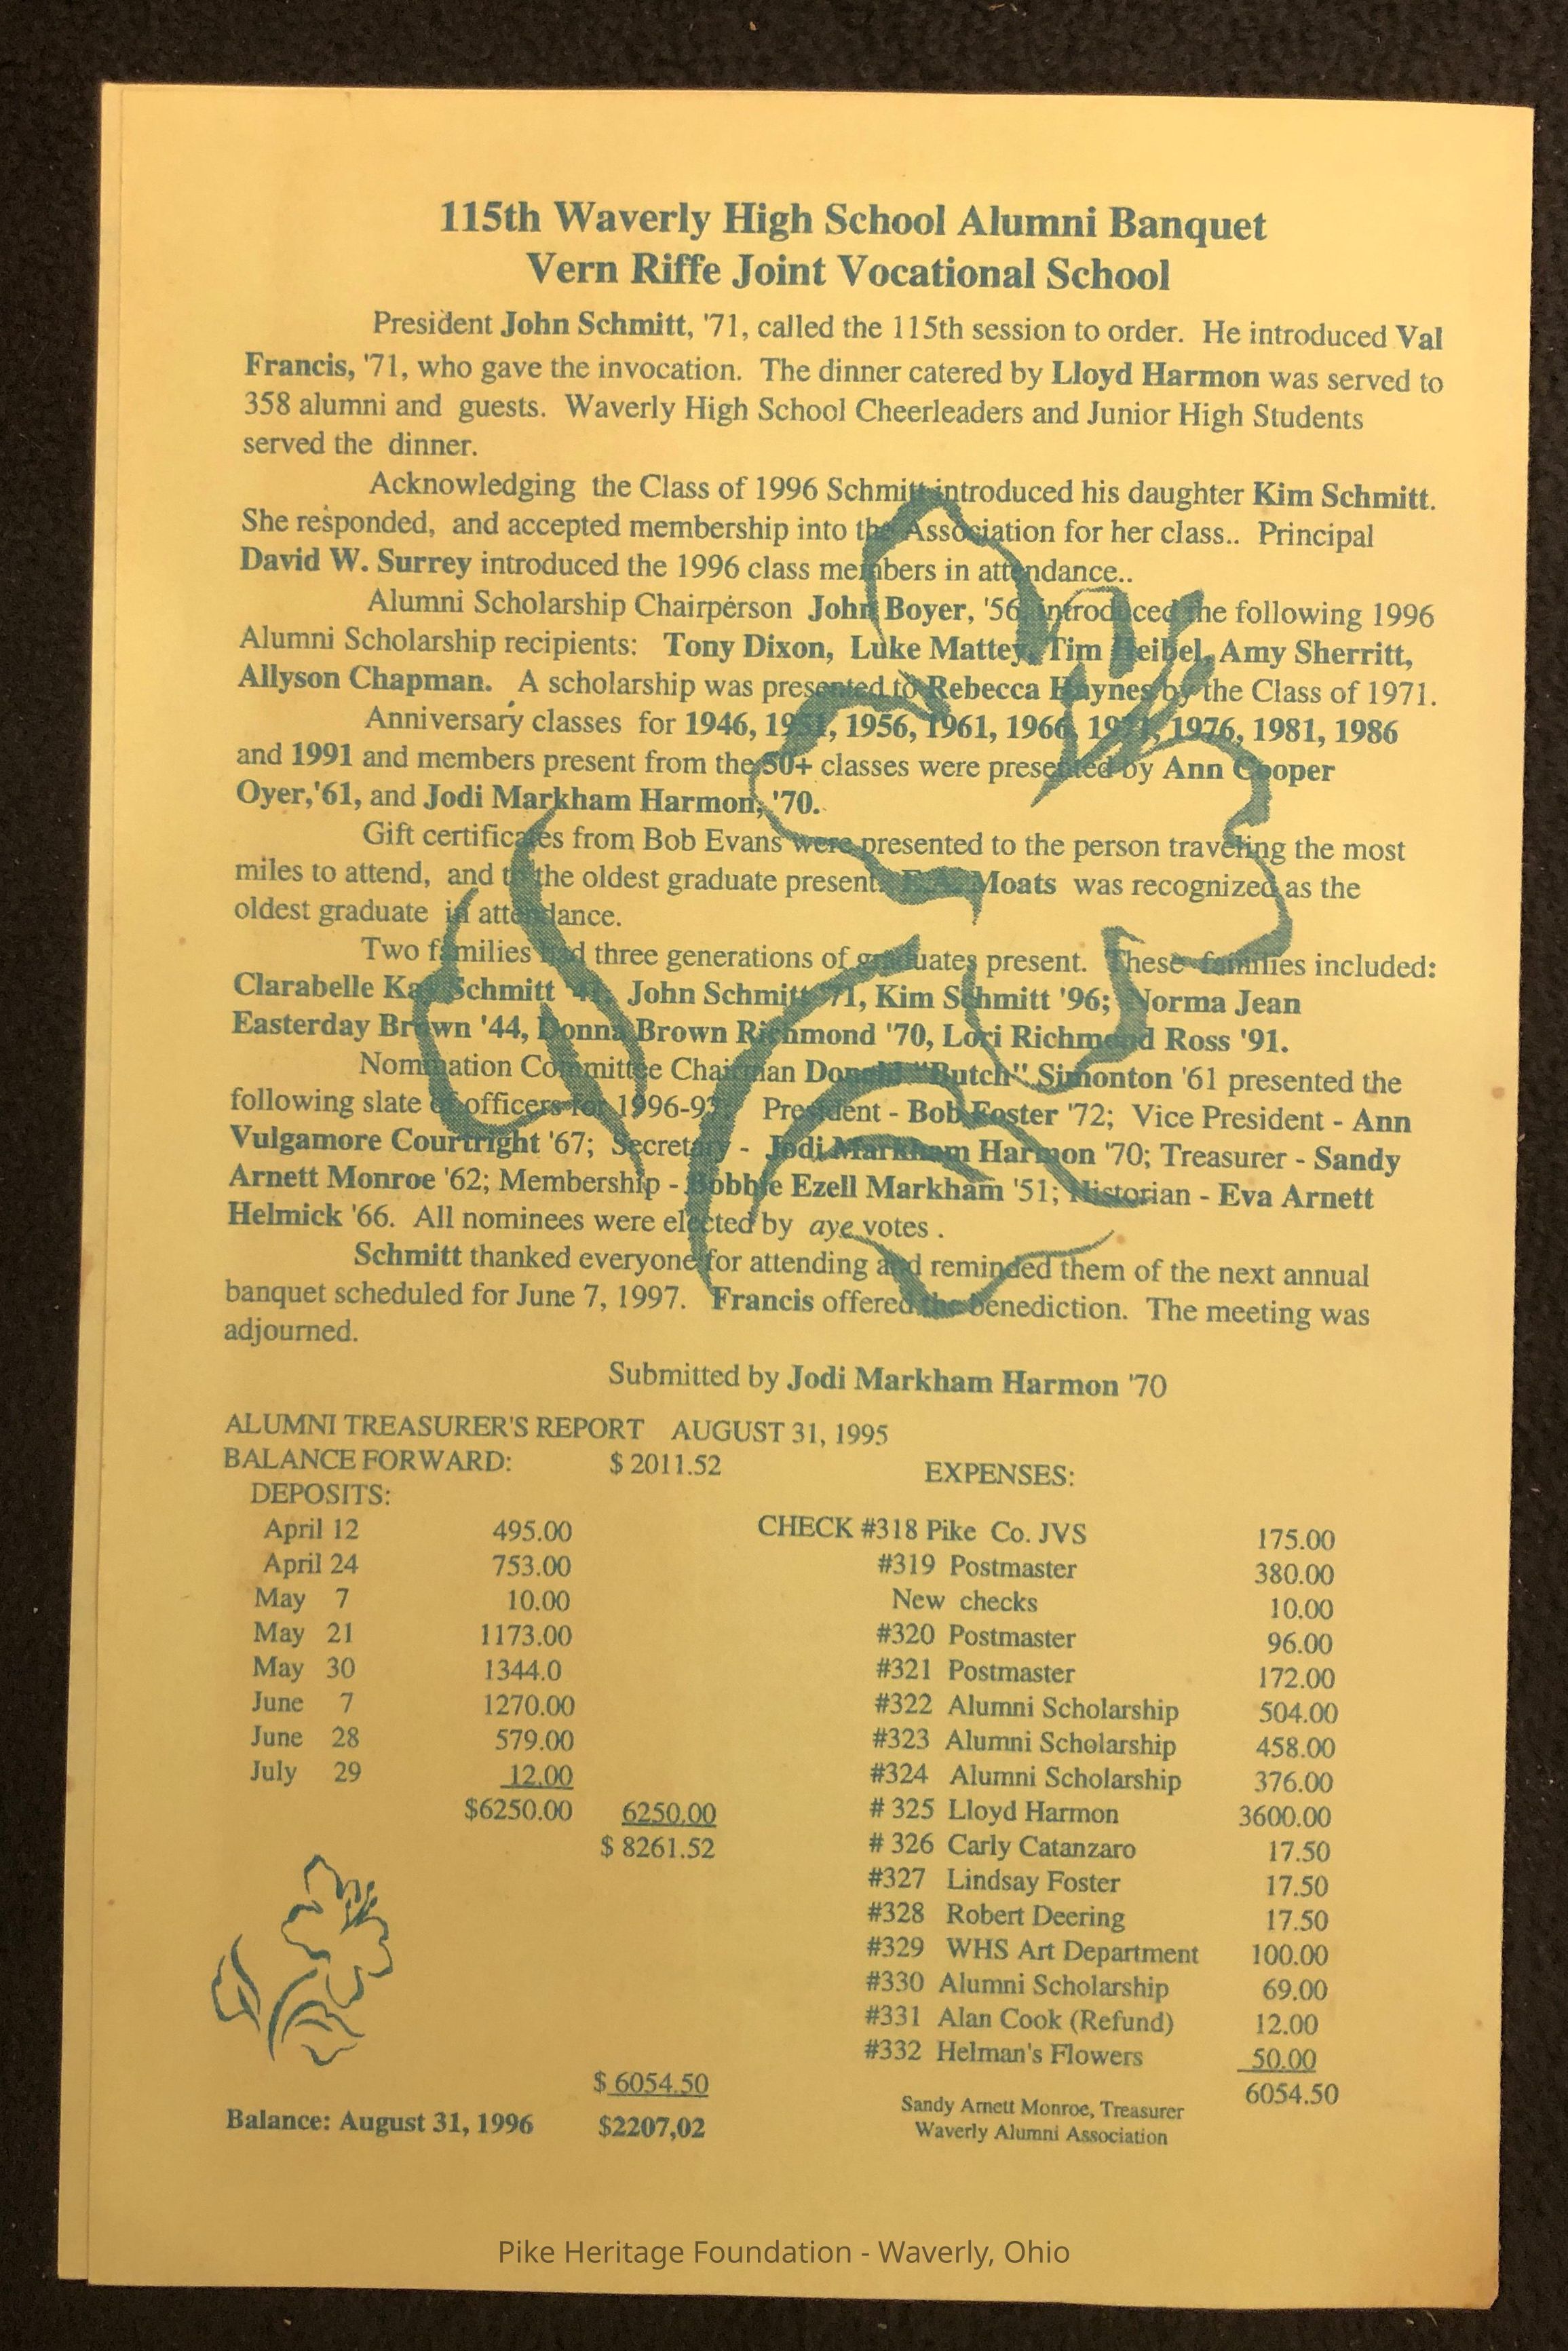 115th Waverly High School Alumni Banquet
Vern Riffe Joint Vocational School
President John Schmitt, '71, called the 115th session to order. He introduced Val
Francis, '71, who gave the invocation. The dinner catered by Lloyd Harmon was served to
358 alumni and guests. Waverly High School Cheerleaders and Junior High Students
served the dinner.
Acknowledging the Class of 1996 Schmitt introduced his daughter Kim Schmitt.
She responded, and accepted membership into the Association for her class.. Principal
David W. Surrey introduced the 1996 class members in attendance..
Alumni Scholarship Chairperson John Boyer, '56, introduced the following 1996
Alumni Scholarship recipients: Tony Dixon, Luke Mattey, Tim Heibel, Amy Sherritt,
Allyson Chapman. A scholarship was presented to Rebecca Haynes by the Class of 1971.
Anniversary classes for 1946, 1951, 1956, 1961, 1966, 1971, 1976, 1981, 1986
and 1991 and members present from the 50+ classes were presented by Ann Cooper
Oyer,'61, and Jodi Markham Harmon, '70.
Gift certificates from Bob Evans were presented to the person traveling the most
miles to attend, and to the oldest graduate present. Moats was recognized as the
oldest graduate in attendance.
Two families had three generations of graduates present. These families included:
Clarabelle Kay Schmitt John Schmitt '71, Kim Schmitt '96; Norma Jean
Easterday Brown '44, Donna Brown Richmond '70, Lori Richmond Ross '91.
Nomination Committee Chairman Donald "Butch" Simonton '61 presented the
following slate of officers for 1996-97: President - Bob Foster '72; Vice President - Ann
Vulgamore Courtright '67; Secretary - Jodi Markham Harmon '70; Treasurer - Sandy
Arnett Monroe '62; Membership - Bobbie Ezell Markham '51; Historian - Eva Arnett
Helmick '66. All nominees were elected by aye votes .
Schmitt thanked everyone for attending and reminded them of the next annual
banquet scheduled for June 7, 1997. Francis offered the benediction. The meeting was
adjourned.
Submitted by Jodi Markham Harmon '70
ALUMNI TREASURER'S REPORT AUGUST 31, 1995
BALANCE FORWARD: $ 2011.52
DEPOSITS:
April 12 495.00
April 24 753.00
May 7 10.00
May 21 1173.00
May 30 1344.0
June 7 1270.00
June 28 579.00
July 29 12.00
$6250.00 6250.00
$ 8261.52
EXPENSES:
CHECK #318 Pike Co. JVS 175.00
#319 Postmaster 380.00
New checks 10.00
#320 Postmaster 96.00
#321 Postmaster 172.00
#322 Alumni Scholarship 504.00
#323 Alumni Scholarship 458.00
#324 Alumni Scholarship 376.00
# 325 Lloyd Harmon 3600.00
# 326 Carly Catanzaro 17.50
#327 Lindsay Foster 17.50
#328 Robert Deering 17.50
#329 WHS Art Department 100.00
#330 Alumni Scholarship 69.00
#331 Alan Cook (Refund) 12.00
#332 Helman's Flowers 50.00
6054.50
$ 6054.50
Balance: August 31, 1996 $2207,02
Sandy Arnett Monroe, Treasurer
Waverly Alumni Association
Pike Heritage Foundation - Waverly, Ohio